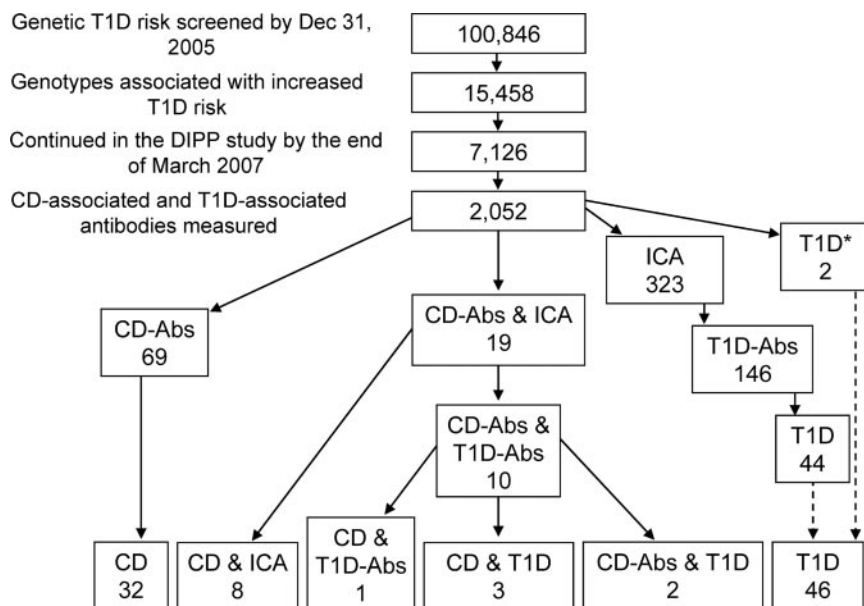 Genetic T1D risk screened by Dec 31,
2005
100,846
Genotypes associated with increased
T1D risk
15,458
Continued in the DIPP study by the end
of March 2007
7,126
CD-associated and T1D-associated
antibodies measured
2,052
T1D*
2
ICA
323
CD-Abs
69
CD-Abs & ICA
19
T1D-Abs
146
CD-Abs &
T1D-Abs
10
T1D
44
CD
32
CD & ICA
8
CD &
T1D-Abs
1
CD & T1D
3
CD-Abs & T1D
2
T1D
46